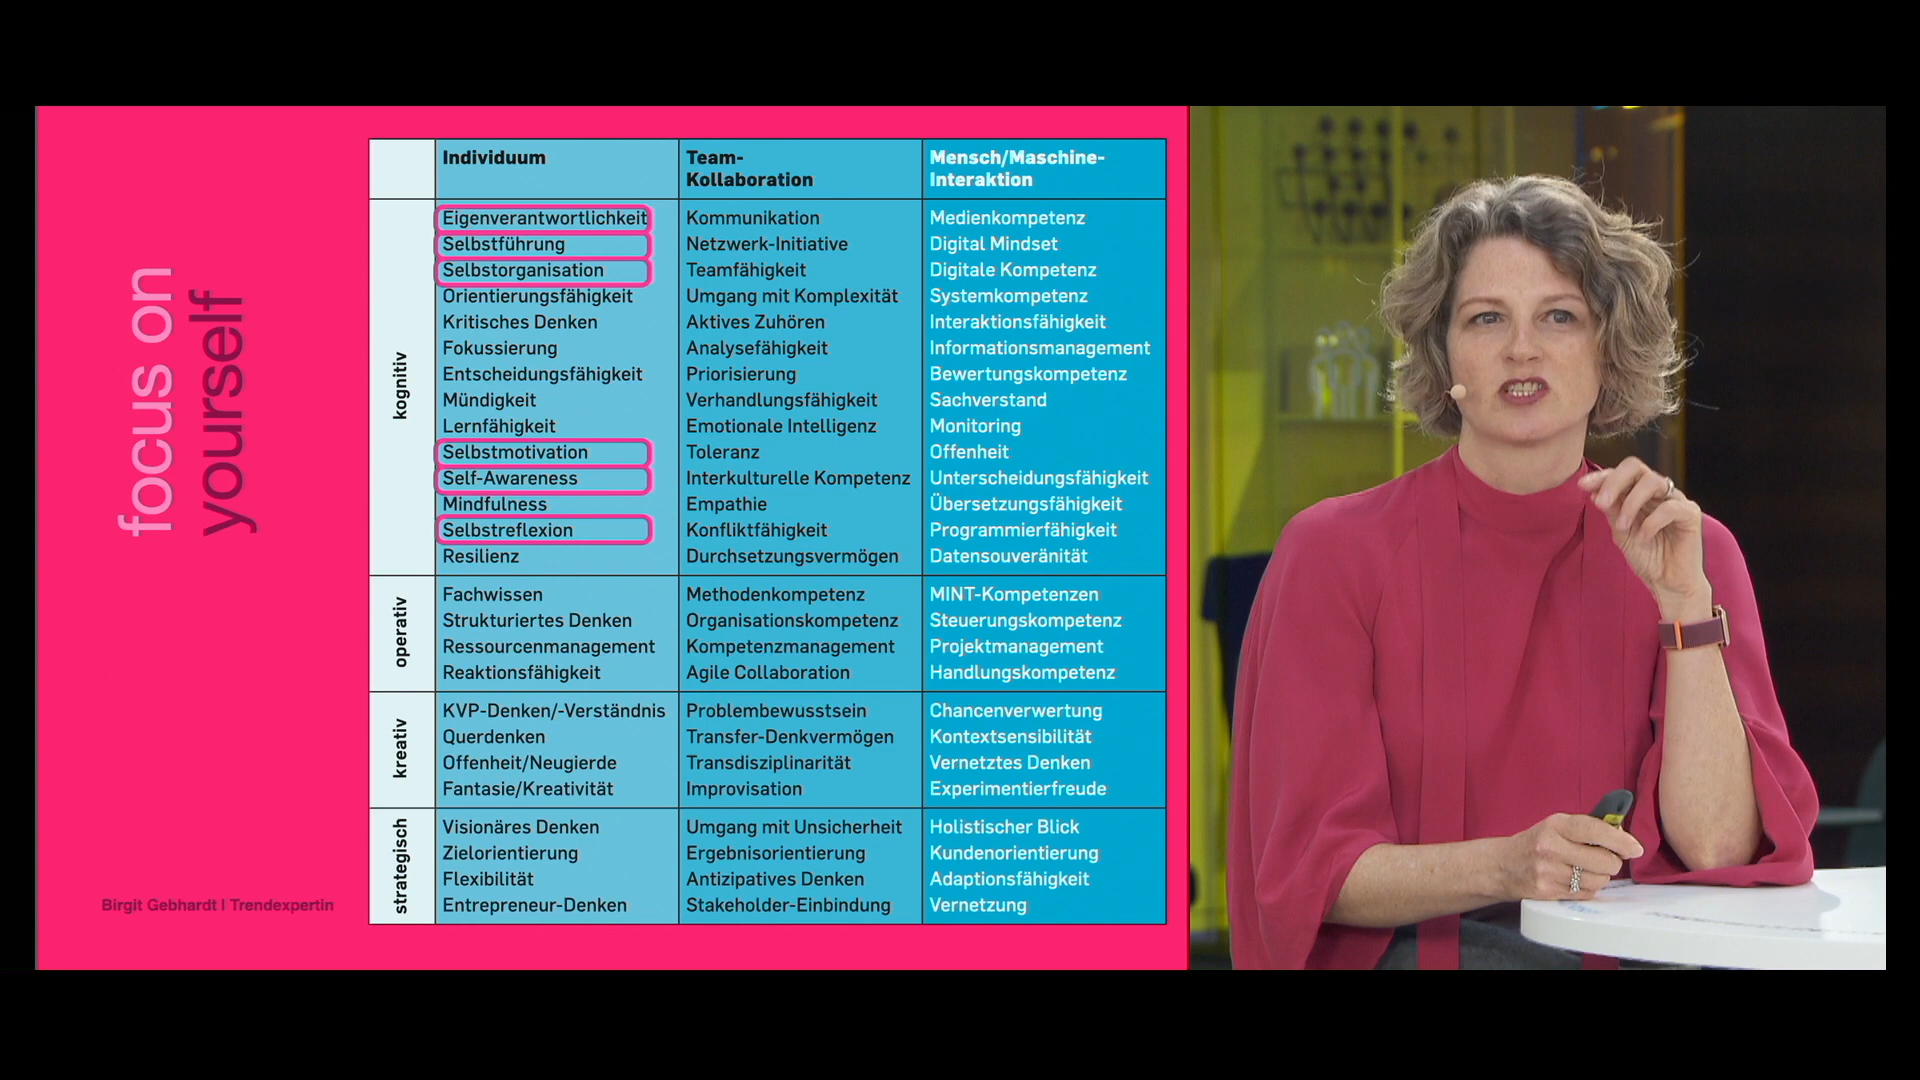 focus on
yourself
Individuum
Team-
Kollaboration
Mensch/Maschine-
Interaktion
kognitiv
Eigenverantwortlichkeit
Selbstführung
Selbstorganisation
Orientierungsfähigkeit
Kritisches Denken
Fokussierung
Entscheidungsfähigkeit
Mündigkeit
Lernfähigkeit
Selbstmotivation
Self-Awareness
Mindfulness
Selbstreflexion
Resilienz
Kommunikation
Netzwerk-Initiative
Teamfähigkeit
Umgang mit Komplexität
Aktives Zuhören
Analysefähigkeit
Priorisierung
Verhandlungsfähigkeit
Emotionale Intelligenz
Toleranz
Interkulturelle Kompetenz
Empathie
Konfliktfähigkeit
Durchsetzungsvermögen
Medienkompetenz
Digital Mindset
Digitale Kompetenz
Systemkompetenz
Interaktionsfähigkeit
Informationsmanagement
Bewertungskompetenz
Sachverstand
Monitoring
Offenheit
Unterscheidungsfähigkeit
Übersetzungsfähigkeit
Programmierfähigkeit
Datensouveränität
operativ
Fachwissen
Strukturiertes Denken
Ressourcenmanagement
Reaktionsfähigkeit
Methodenkompetenz
Organisationskompetenz
Kompetenzmanagement
Agile Collaboration
MINT-Kompetenzen
Steuerungskompetenz
Projektmanagement
Handlungskompetenz
kreativ
KVP-Denken/-Verständnis
Querdenken
Offenheit/Neugierde
Fantasie/Kreativität
Problembewusstsein
Transfer-Denkvermögen
Transdisziplinarität
Improvisation
Chancenverwertung
Kontextsensibilität
Vernetztes Denken
Experimentierfreude
strategisch
Visionäres Denken
Zielorientierung
Flexibilität
Entrepreneur-Denken
Umgang mit Unsicherheit
Ergebnisorientierung
Antizipatives Denken
Stakeholder-Einbindung
Holistischer Blick
Kundenorientierung
Adaptionsfähigkeit
Vernetzung
Birgit Gebhardt | Trendexpertin